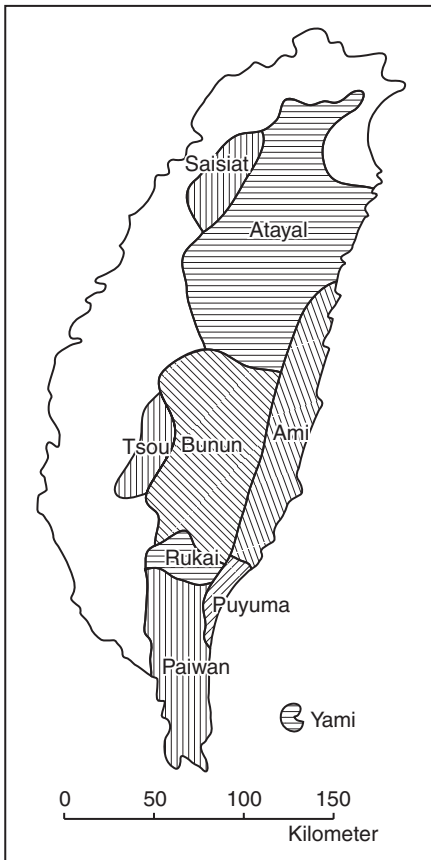 Saisiat
Atayal
Tsou
Bunun
Ami
Rukai
Puyuma
Paiwan
Yami
0 50 100 150
Kilometer